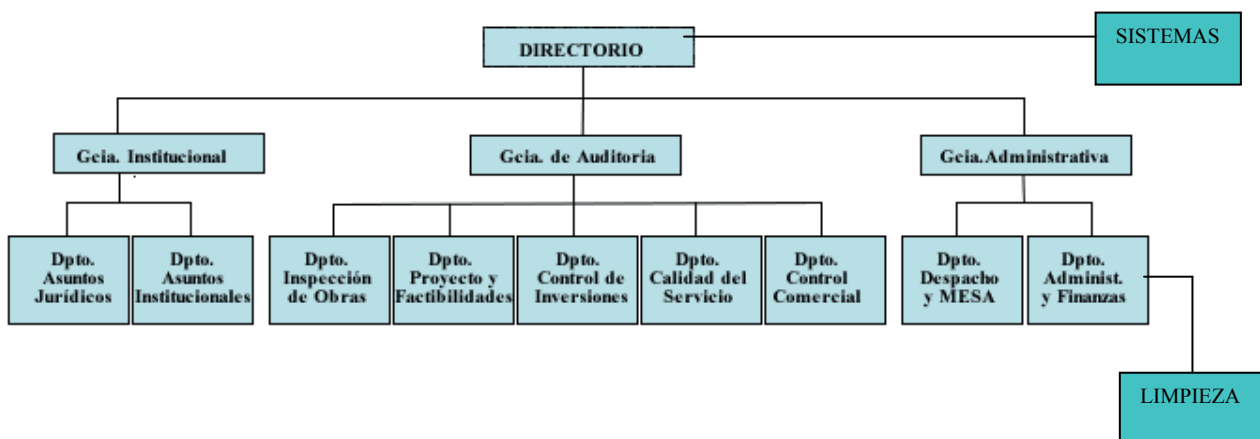 DIRECTORIO
SISTEMAS
Gcia. Institucional
Gcia. de Auditoria
Gcia. Administrativa
Dpto.
Asuntos
Jurídicos
Dpto.
Asuntos
Institucionales
Dpto.
Inspección
de Obras
Dpto.
Proyecto y
Factibilidades
Dpto.
Control de
Inversiones
Dpto.
Calidad del
Servicio
Dpto.
Control
Comercial
Dpto.
Despacho
y MESA
Dpto.
Administ.
y Finanzas
LIMPIEZA